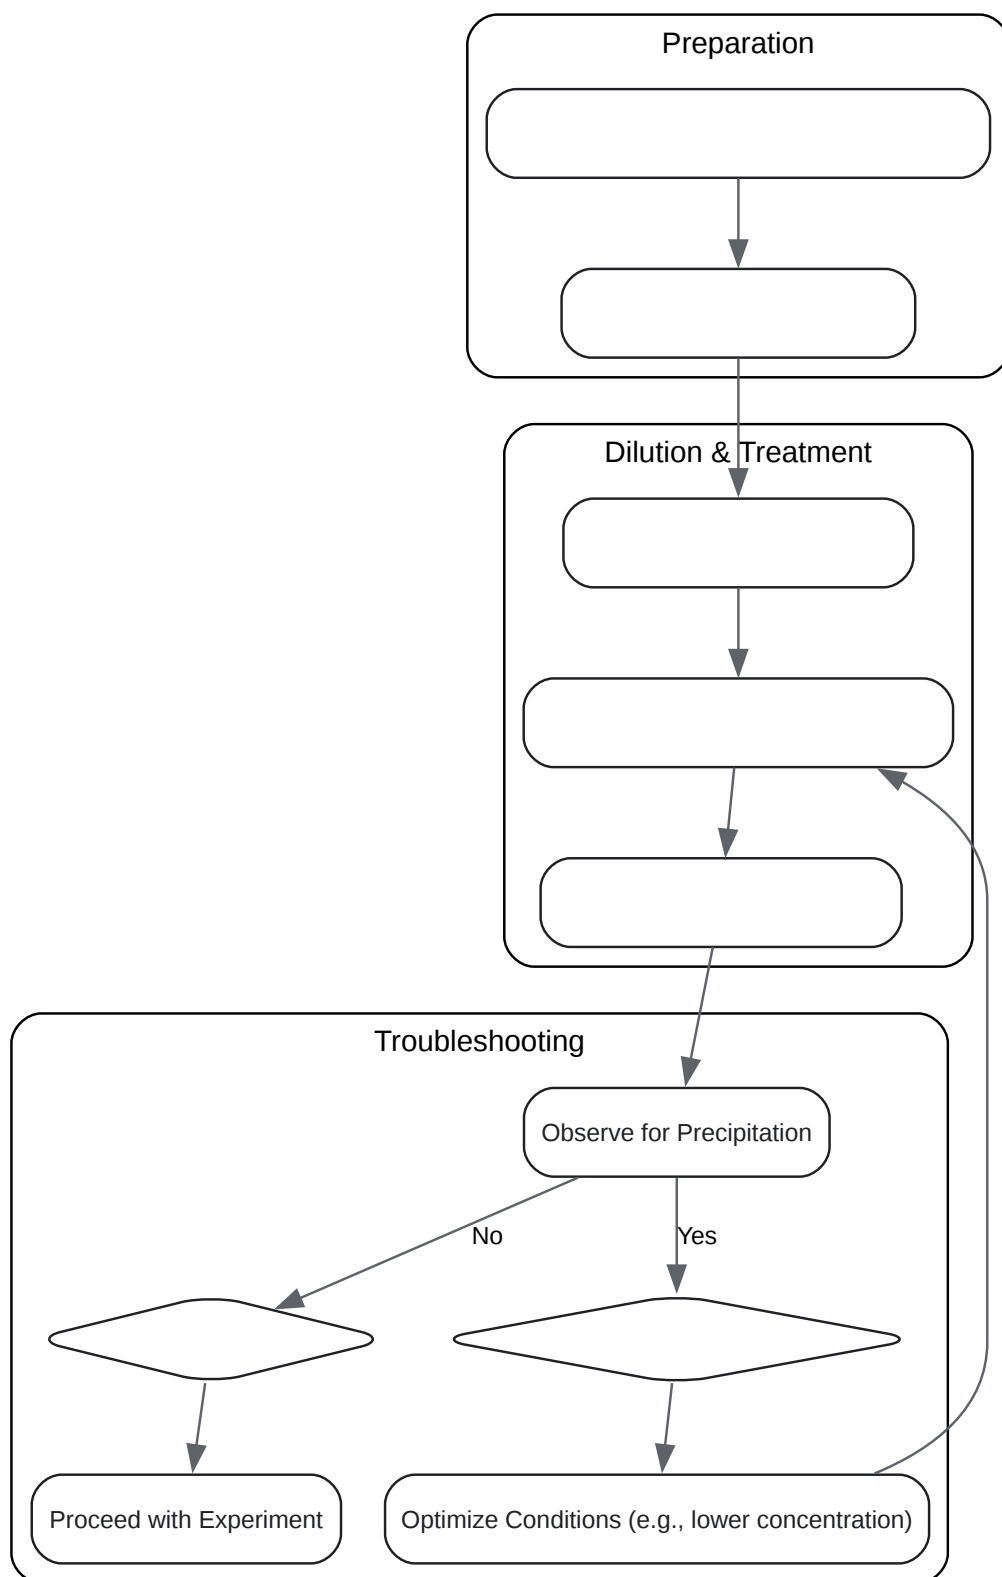 Preparation
Dilution & Treatment
Troubleshooting
Observe for Precipitation
No
Yes
Proceed with Experiment
Optimize Conditions (e.g., lower concentration)